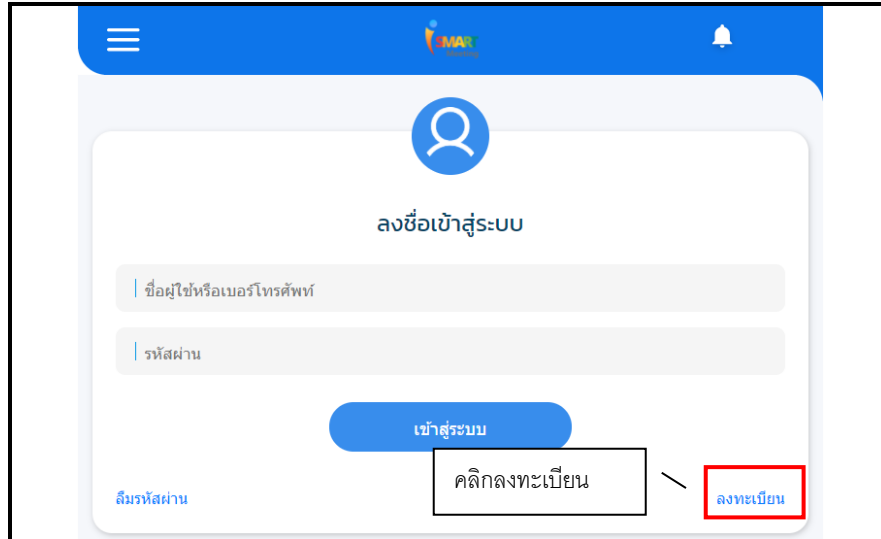 SMART
ลงชื่อเข้าสู่ระบบ
ชื่อผู้ใช้หรือเบอร์โทรศัพท์
รหัสผ่าน
เข้าสู่ระบบ
คลิกลงทะเบียน
ลืมรหัสผ่าน
ลงทะเบียน